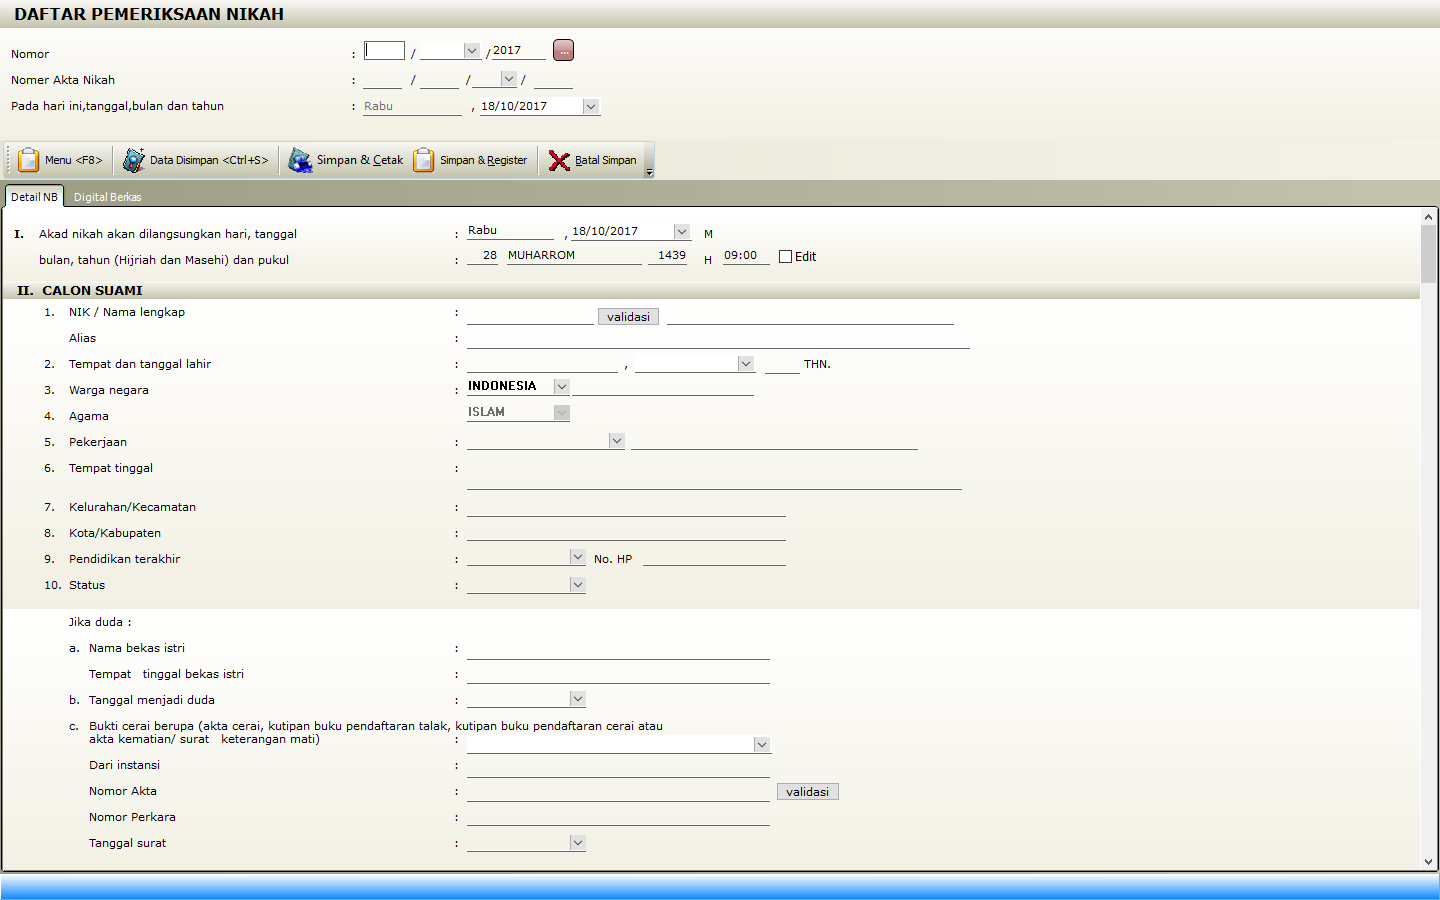 DAFTAR PEMERIKSAAN NIKAH
Nomor : / / 2017 ...
Nomer Akta Nikah : / / /
Pada hari ini,tanggal,bulan dan tahun : Rabu , 18/10/2017
Menu <F8> Data Disimpan <Ctrl+S> Simpan & Cetak Simpan & Register Batal Simpan
Detail NB Digital Berkas
I. Akad nikah akan dilangsungkan hari, tanggal : Rabu , 18/10/2017 M
bulan, tahun (Hijriah dan Masehi) dan pukul : 28 MUHARROM 1439 H 09:00 Edit
II. CALON SUAMI
1. NIK / Nama lengkap : validasi
Alias :
2. Tempat dan tanggal lahir : , THN.
3. Warga negara : INDONESIA
4. Agama ISLAM
5. Pekerjaan :
6. Tempat tinggal :
7. Kelurahan/Kecamatan :
8. Kota/Kabupaten :
9. Pendidikan terakhir : No. HP
10. Status :
Jika duda :
a. Nama bekas istri :
Tempat tinggal bekas istri :
b. Tanggal menjadi duda :
c. Bukti cerai berupa (akta cerai, kutipan buku pendaftaran talak, kutipan buku pendaftaran cerai atau
akta kematian/ surat keterangan mati) :
Dari instansi :
Nomor Akta : validasi
Nomor Perkara :
Tanggal surat :